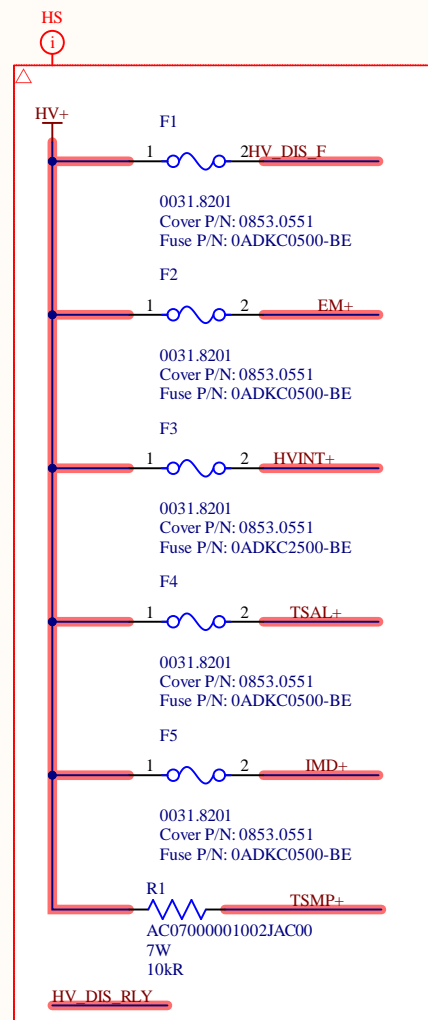 HS
i
HV+
F1
1 2 HV_DIS_F
0031.8201
Cover P/N: 0853.0551
Fuse P/N: 0ADKC0500-BE
F2
1 2 EM+
0031.8201
Cover P/N: 0853.0551
Fuse P/N: 0ADKC0500-BE
F3
1 2 HVINT+
0031.8201
Cover P/N: 0853.0551
Fuse P/N: 0ADKC2500-BE
F4
1 2 TSAL+
0031.8201
Cover P/N: 0853.0551
Fuse P/N: 0ADKC0500-BE
F5
1 2 IMD+
0031.8201
Cover P/N: 0853.0551
Fuse P/N: 0ADKC0500-BE
R1
TSMP+
AC07000001002JAC00
7W
10kR
HV_DIS_RLY